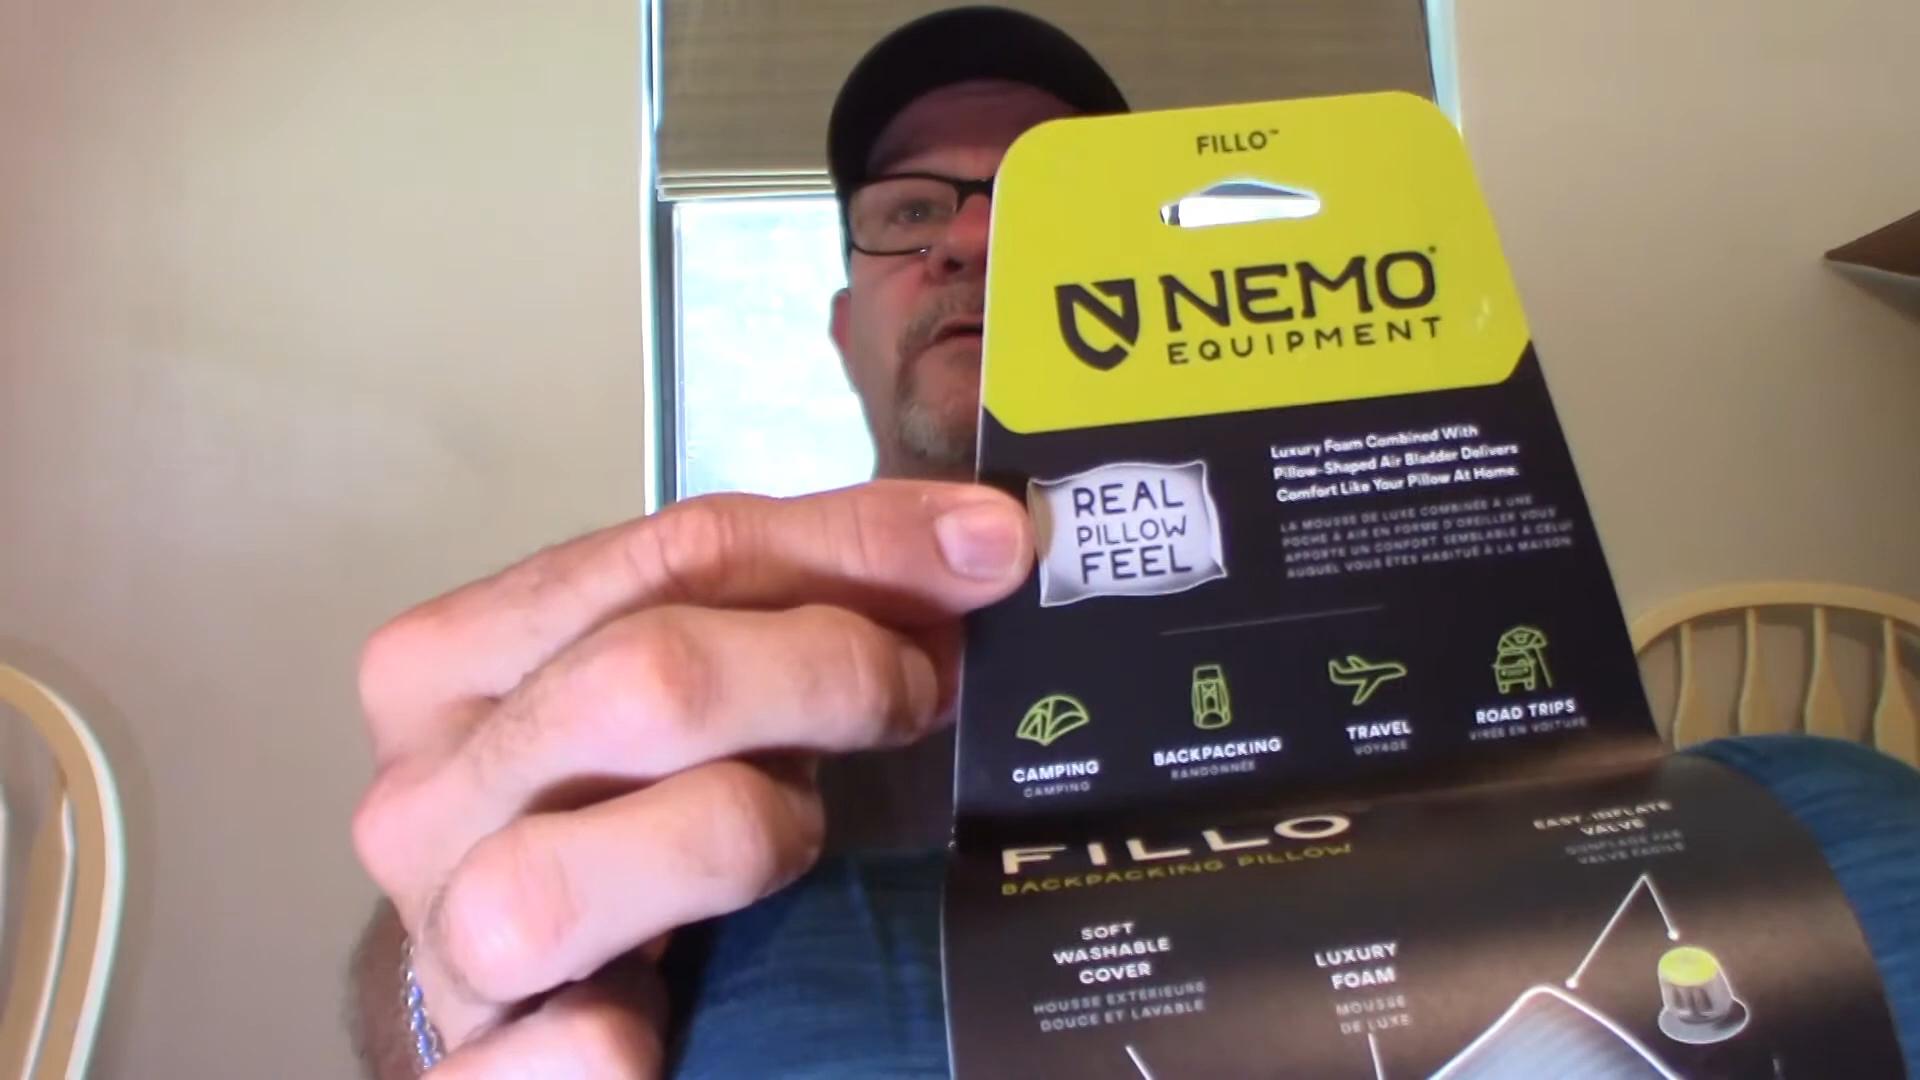 FILLO™
NEMO®
EQUIPMENT
Luxury Foam Combined With
Pillow-Shaped Air Bladder Delivers
Comfort Like Your Pillow At Home.
LA MOUSSE DE LUXE COMBINÉE À UNE
POCHE À AIR EN FORME D'OREILLER VOUS
APPORTE UN CONFORT SEMBLABLE À CELUI
AUQUEL VOUS ÊTES HABITUÉ À LA MAISON
REAL
PILLOW
FEEL
CAMPING
CAMPING
BACKPACKING
RANDONNÉE
TRAVEL
VOYAGE
ROAD TRIPS
VIRÉE EN VOITURE
FILLO
BACKPACKING PILLOW
EASY-INFLATE
VALVE
GONFLAGE PAR
VALVE FACILE
SOFT
WASHABLE
COVER
HOUSSE EXTÉRIEURE
DOUCE ET LAVABLE
LUXURY
FOAM
MOUSSE
DE LUXE